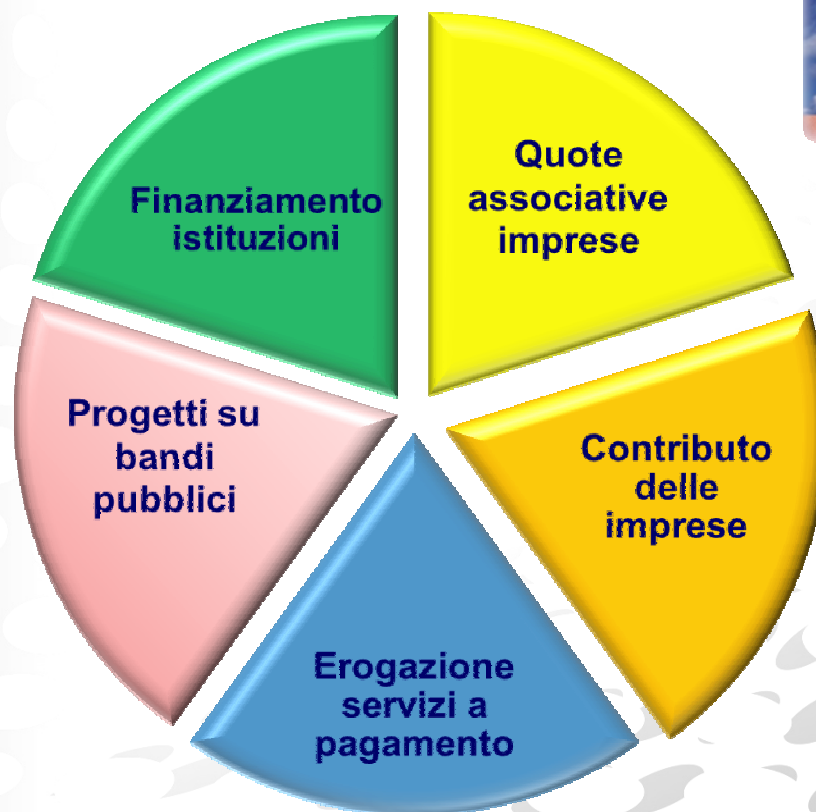 Quote
associative
imprese
Contributo
delle
imprese
Erogazione
servizi a
pagamento
Progetti su
bandi
pubblici
Finanziamento
istituzioni